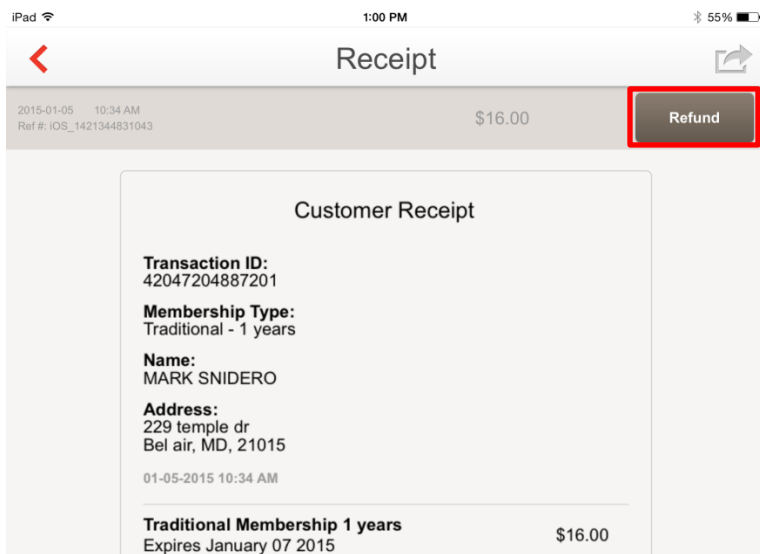 iPad 1:00 PM 55%
Receipt
2015-01-05 10:34 AM
Ref #: iOS_1421344831043
$16.00
Refund
Customer Receipt
Transaction ID:
42047204887201
Membership Type:
Traditional - 1 years
Name:
MARK SNIDERO
Address:
229 temple dr
Bel air, MD, 21015
01-05-2015 10:34 AM
Traditional Membership 1 years
Expires January 07 2015
$16.00